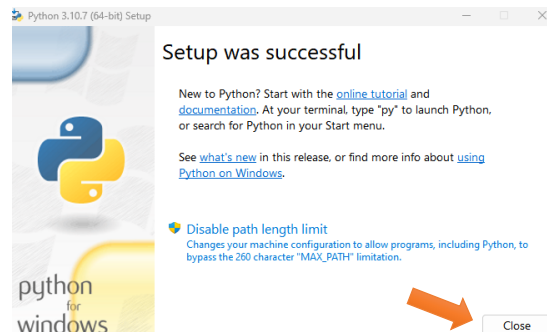 Python 3.10.7 (64-bit) Setup
Setup was successful
New to Python? Start with the online tutorial and
documentation. At your terminal, type "py" to launch Python,
or search for Python in your Start menu.
See what's new in this release, or find more info about using
Python on Windows.
Disable path length limit
Changes your machine configuration to allow programs, including Python, to
bypass the 260 character "MAX_PATH" limitation.
python
for
windows
Close